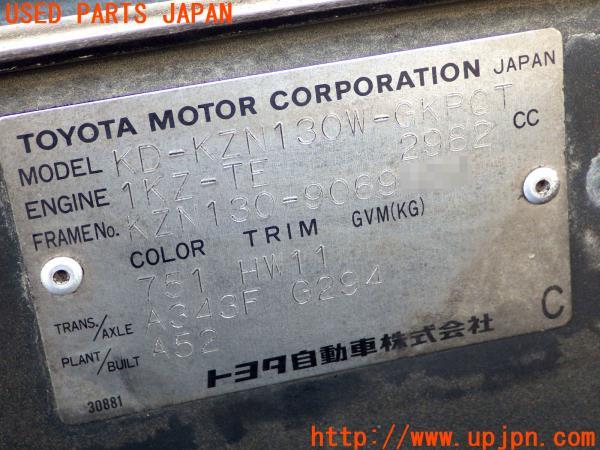 USED PARTS JAPAN
TOYOTA MOTOR CORPORATION JAPAN
MODEL KD-KZN130W-GKPQT
ENGINE 1KZ-TE 2982 CC
FRAME No. KZN130-9069
COLOR TRIM GVM(KG)
751 HW11
TRANS./AXLE A343F G294
PLANT/BUILT A52
C
トヨタ自動車株式会社
30881
http://www.upjpn.com/